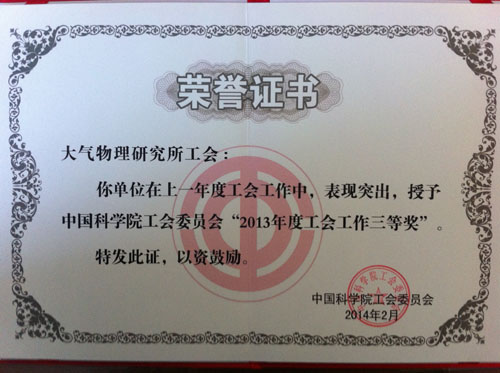 荣誉证书
大气物理研究所工会：
你单位在上一年度工会工作中，表现突出，授予
中国科学院工会委员会“2013年度工会工作三等奖”。
特发此证，以资鼓励。
中国科学院工会委员会
2014年2月